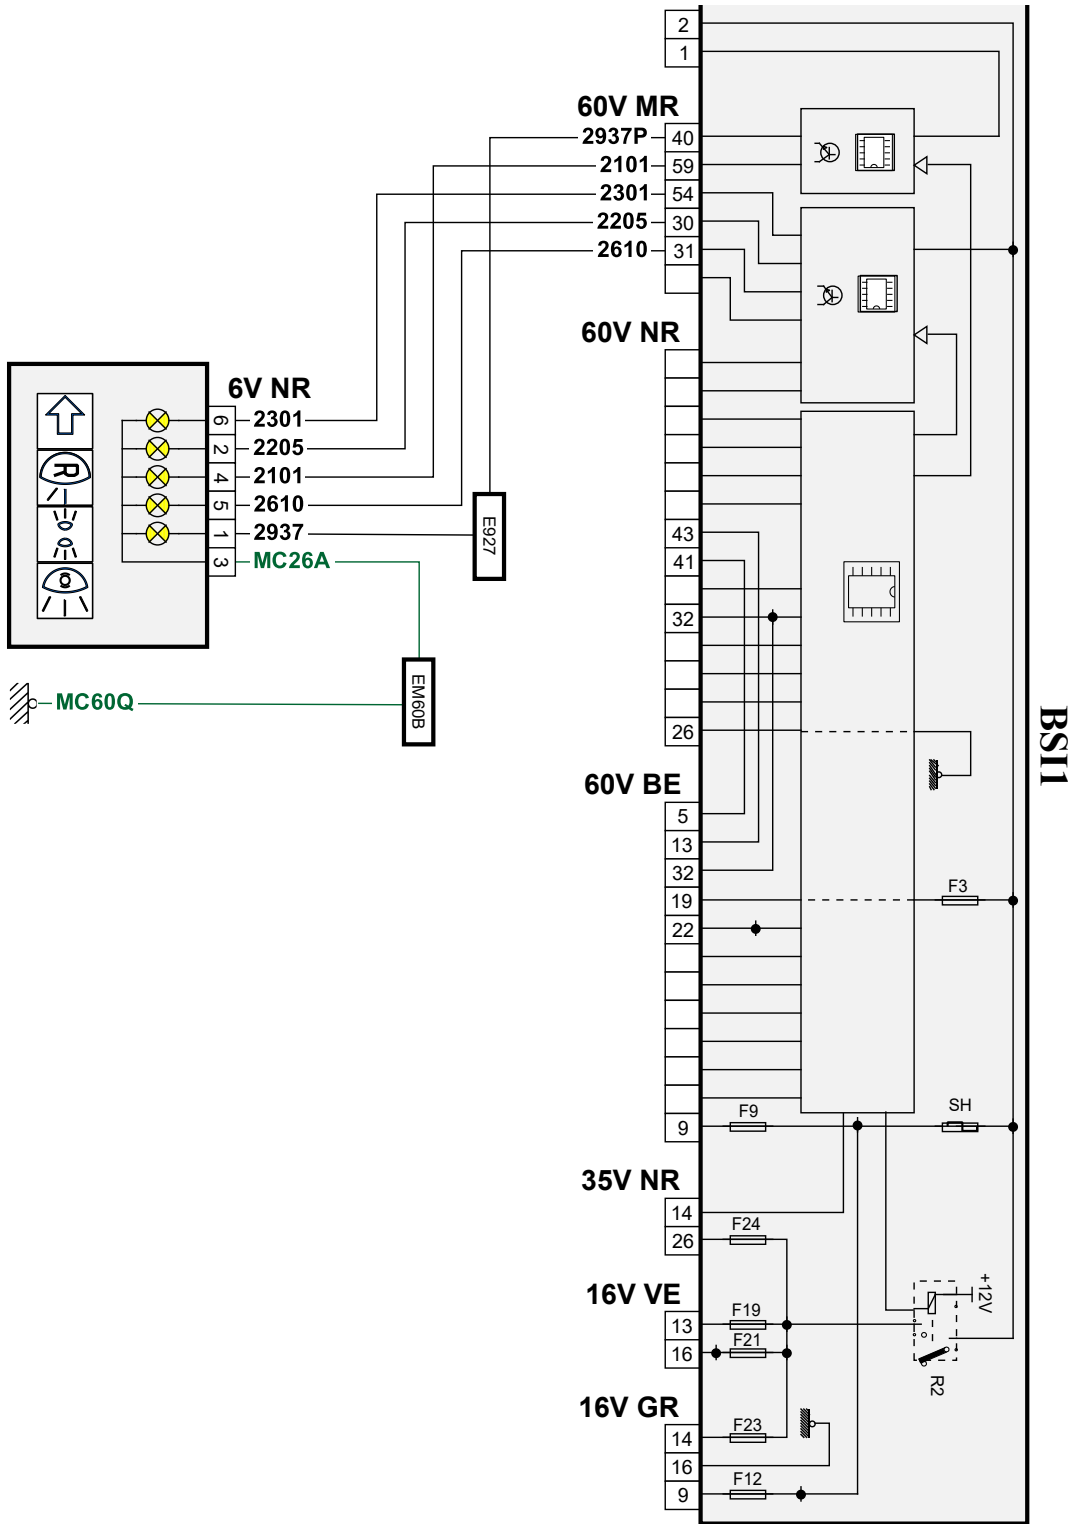 2
1
60V MR
2937P 40
2101 59
2301 54
2205 30
2610 31
60V NR
6V NR
6 2301
2 2205
R
4 2101
5 2610
1 2937
E927
3 MC26A
43
41
32
EM60B
MC60Q
26
BSI1
60V BE
5
13
32
19 F3
22
9 F9 SH
35V NR
14
26 F24
+12V
16V VE
13 F19
16 F21
R2
16V GR
14 F23
16
9 F12